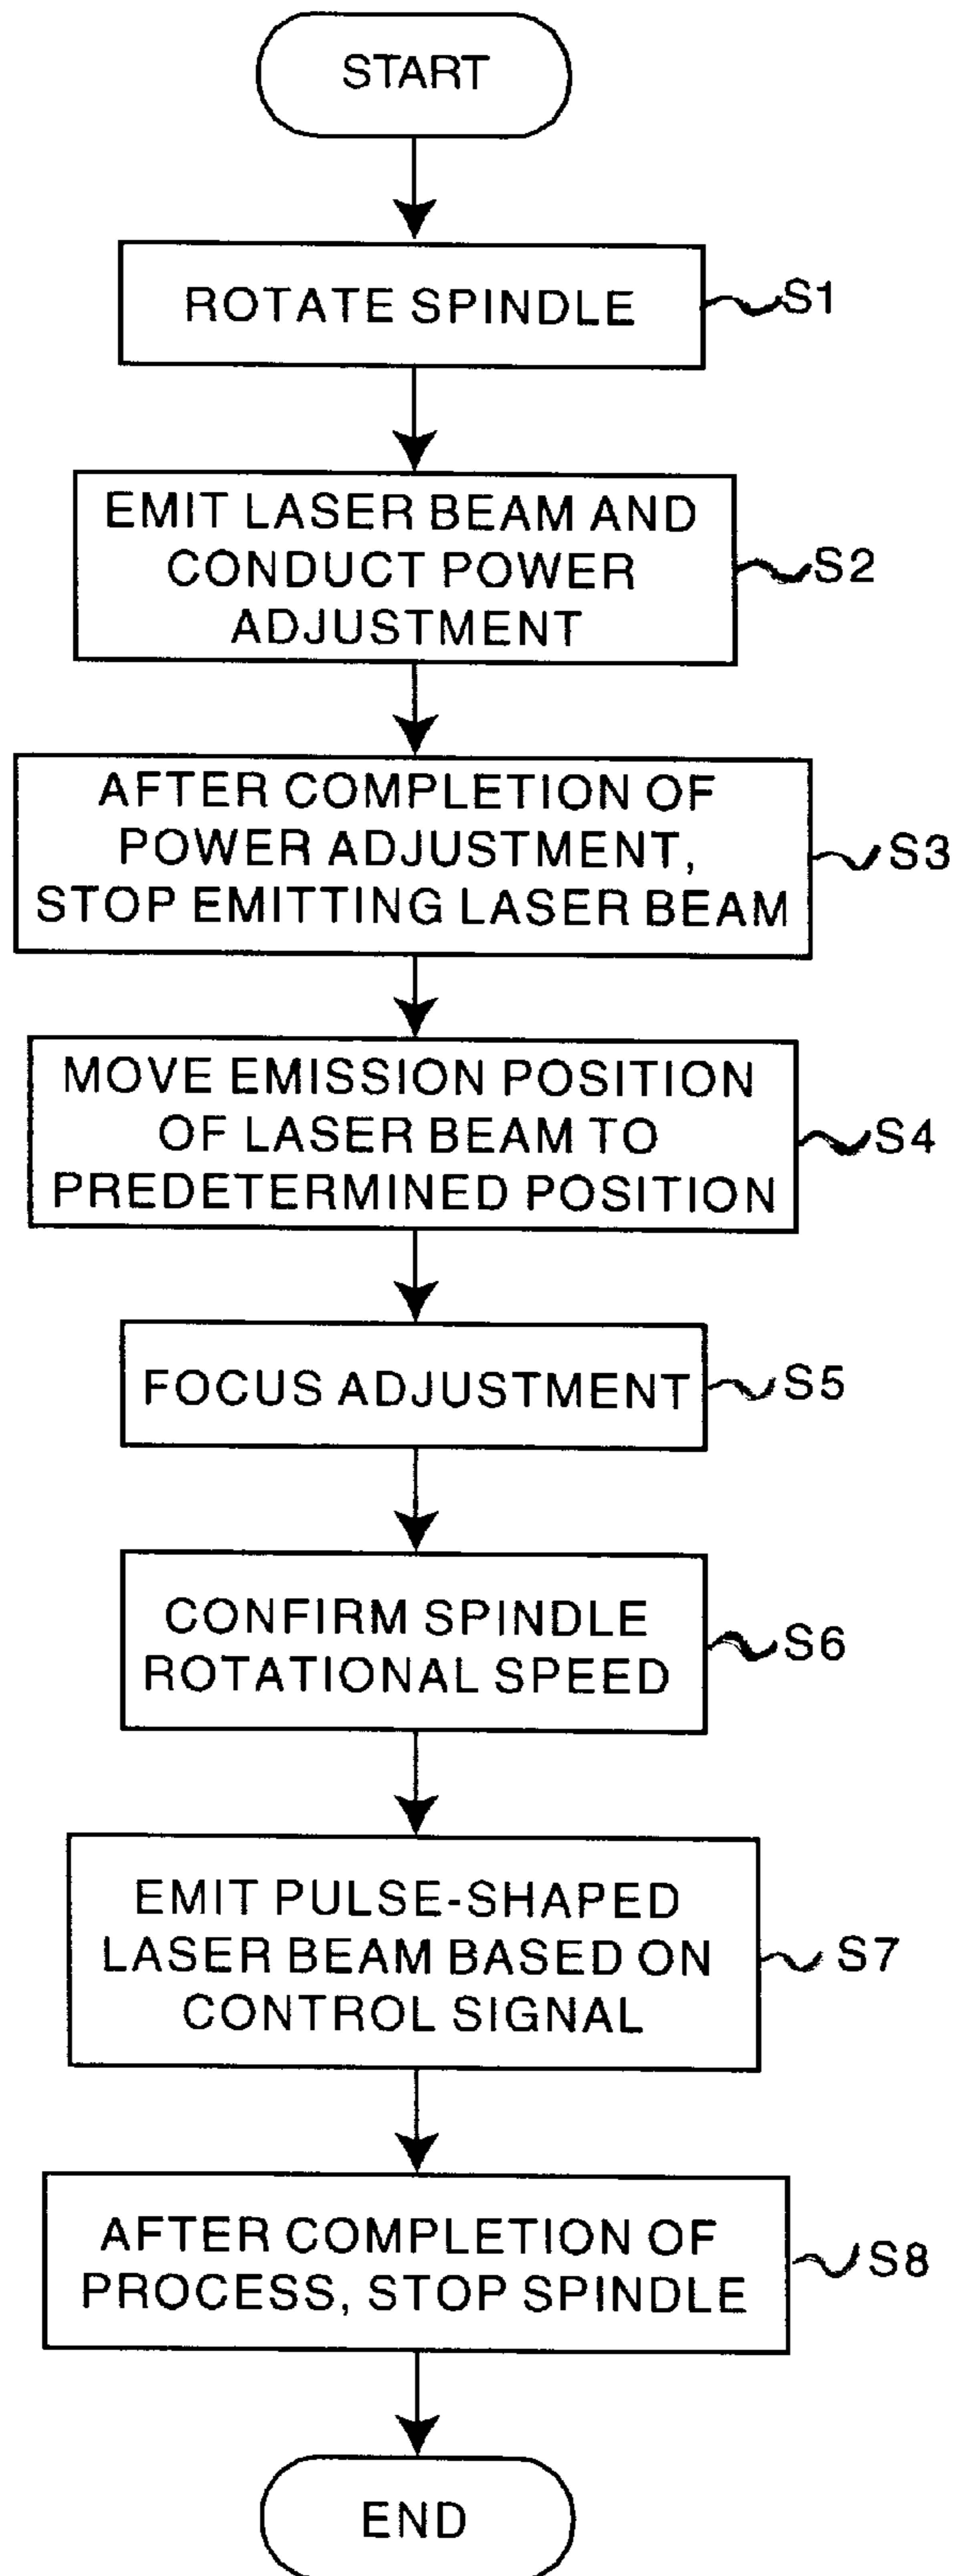 START
ROTATE SPINDLE
S1
EMIT LASER BEAM AND
CONDUCT POWER
ADJUSTMENT
S2
AFTER COMPLETION OF
POWER ADJUSTMENT,
STOP EMITTING LASER BEAM
S3
MOVE EMISSION POSITION
OF LASER BEAM TO
PREDETERMINED POSITION
S4
FOCUS ADJUSTMENT
S5
CONFIRM SPINDLE
ROTATIONAL SPEED
S6
EMIT PULSE-SHAPED
LASER BEAM BASED ON
CONTROL SIGNAL
S7
AFTER COMPLETION OF
PROCESS, STOP SPINDLE
S8
END